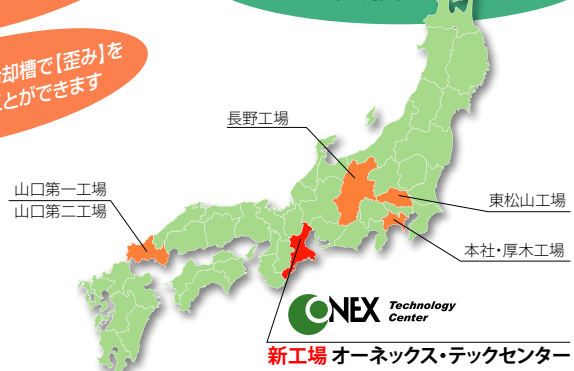 却槽で【歪み】を
とができます
長野工場
山口第一工場
山口第二工場
東松山工場
本社・厚木工場
ONEX Technology
Center
新工場 オーネックス・テックセンター